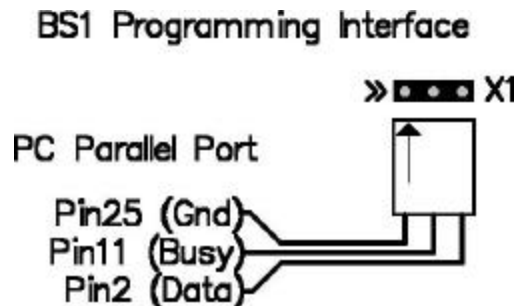 BS1 Programming Interface
» X1
PC Parallel Port
Pin25 (Gnd)
Pin11 (Busy)
Pin2 (Data)